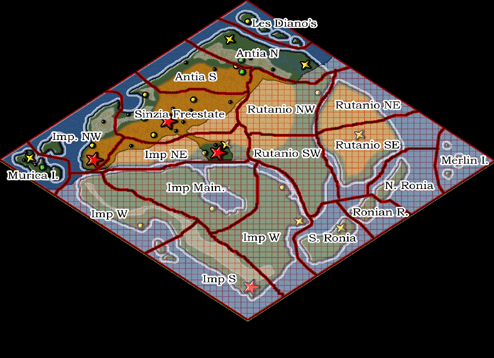 Les Diano's
Antia N
Antia S
Rutanio NW
Rutanio NE
Sinzia Freestate
Imp. NW
Imp NE
Rutanio SW
Rutanio SE
Merlin I.
Murica I.
Imp Main.
N. Ronia
Imp W
Ronian R.
Imp W
S. Ronia
Imp S